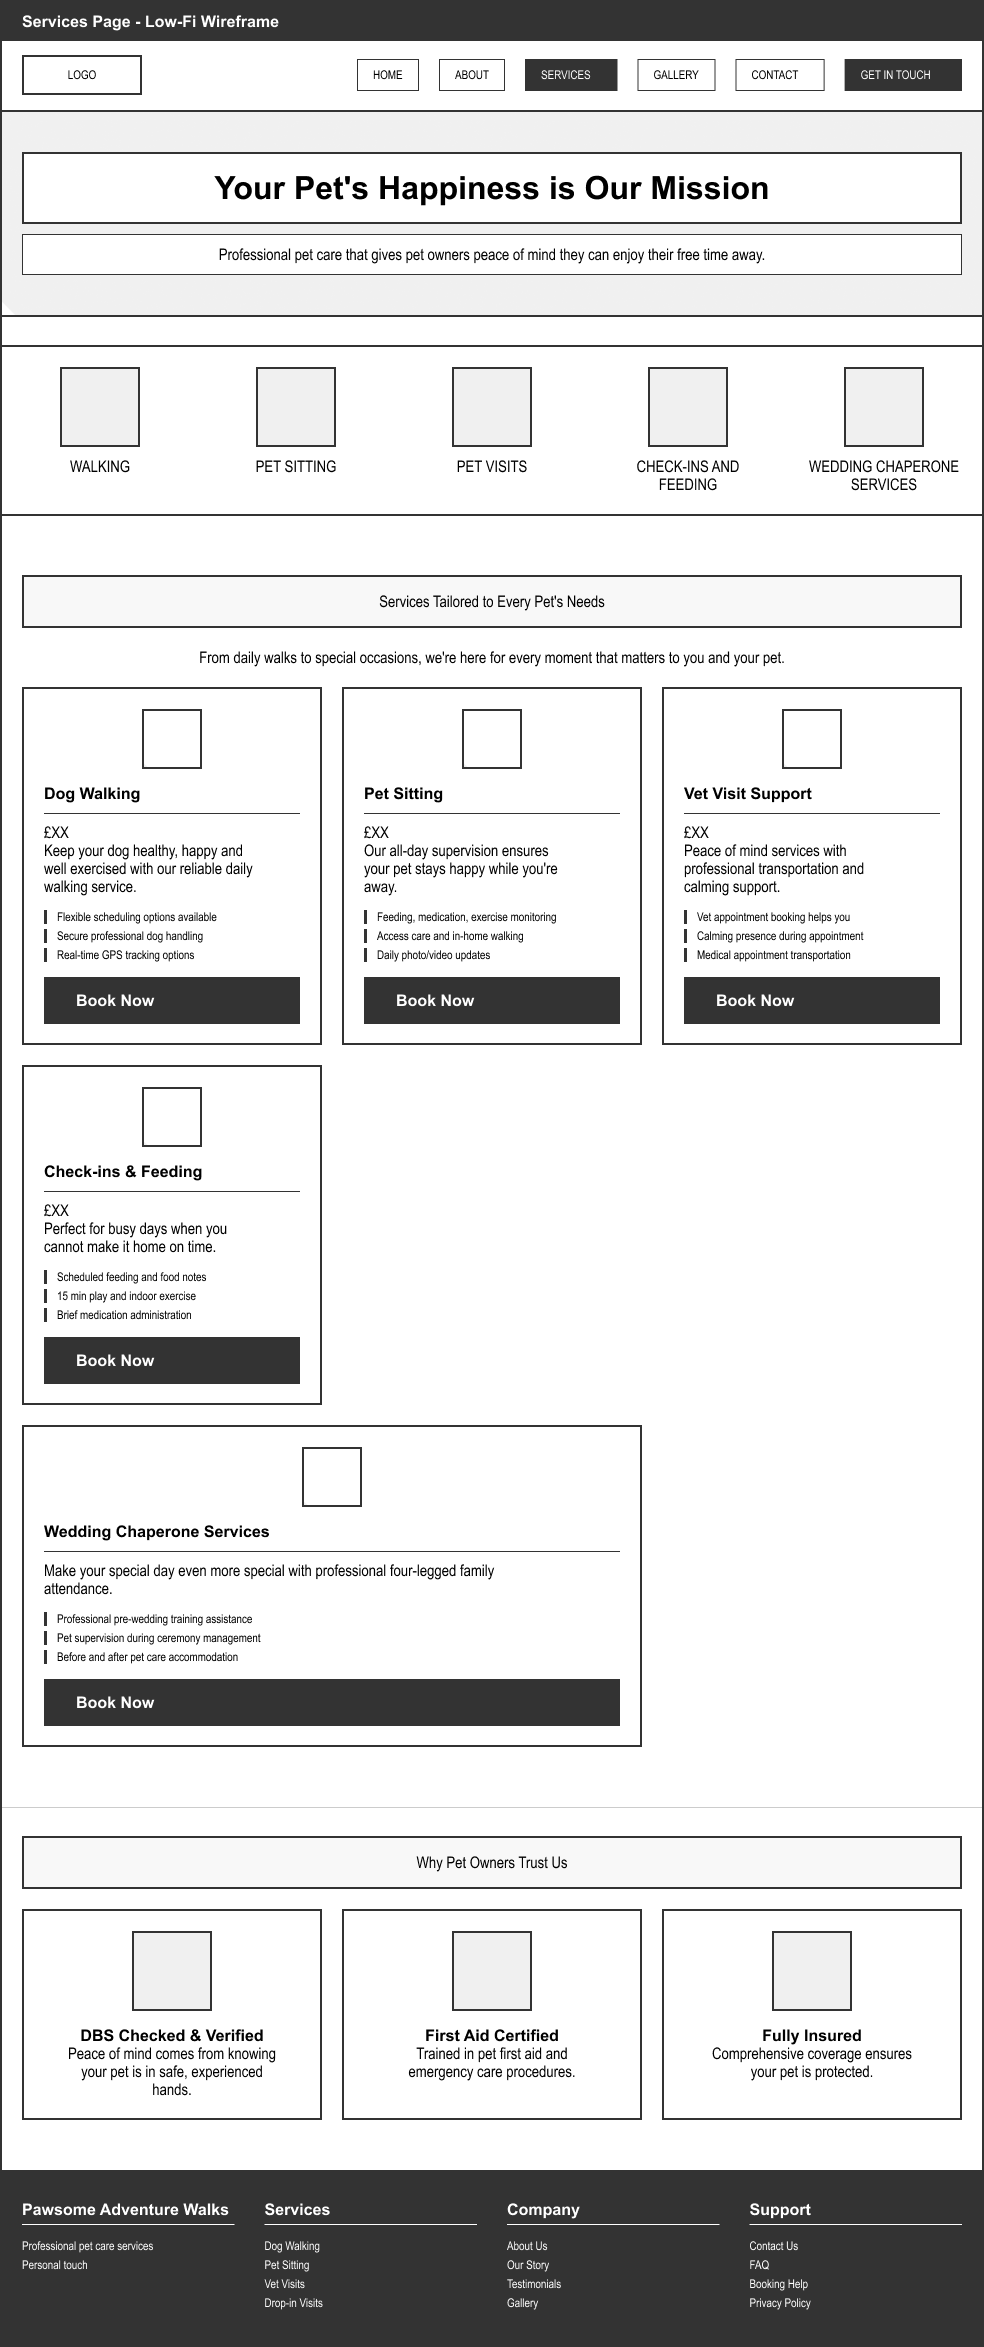 Services Page - Low-Fi Wireframe
LOGO
HOME
ABOUT
SERVICES
GALLERY
CONTACT
GET IN TOUCH
Your Pet's Happiness is Our Mission
Professional pet care that gives pet owners peace of mind they can enjoy their free time away.
WALKING
PET SITTING
PET VISITS
CHECK-INS AND
FEEDING
WEDDING CHAPERONE
SERVICES
Services Tailored to Every Pet's Needs
From daily walks to special occasions, we're here for every moment that matters to you and your pet.
Dog Walking
£XX
Keep your dog healthy, happy and
well exercised with our reliable daily
walking service.
Flexible scheduling options available
Secure professional dog handling
Real-time GPS tracking options
Book Now
Pet Sitting
£XX
Our all-day supervision ensures
your pet stays happy while you're
away.
Feeding, medication, exercise monitoring
Access care and in-home walking
Daily photo/video updates
Book Now
Vet Visit Support
£XX
Peace of mind services with
professional transportation and
calming support.
Vet appointment booking helps you
Calming presence during appointment
Medical appointment transportation
Book Now
Check-ins & Feeding
£XX
Perfect for busy days when you
cannot make it home on time.
Scheduled feeding and food notes
15 min play and indoor exercise
Brief medication administration
Book Now
Wedding Chaperone Services
Make your special day even more special with professional four-legged family
attendance.
Professional pre-wedding training assistance
Pet supervision during ceremony management
Before and after pet care accommodation
Book Now
Why Pet Owners Trust Us
DBS Checked & Verified
Peace of mind comes from knowing
your pet is in safe, experienced
hands.
First Aid Certified
Trained in pet first aid and
emergency care procedures.
Fully Insured
Comprehensive coverage ensures
your pet is protected.
Pawsome Adventure Walks
Professional pet care services
Personal touch
Services
Dog Walking
Pet Sitting
Vet Visits
Drop-in Visits
Company
About Us
Our Story
Testimonials
Gallery
Support
Contact Us
FAQ
Booking Help
Privacy Policy